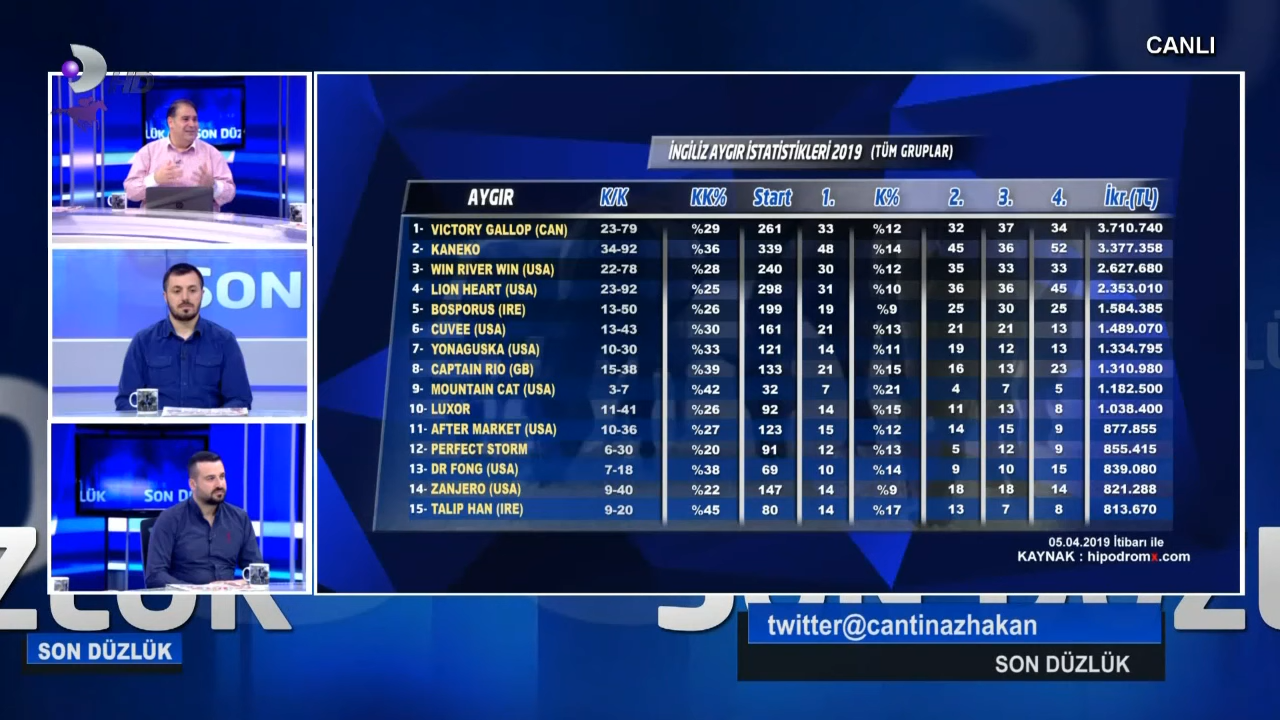 CANLI
HD
LÜK SON DÜZ
SON
LÜK SON D
İNGİLİZ AYGIR İSTATİSTİKLERİ 2019 (TÜM GRUPLAR)
AYGIR K/K KK% Start 1. K% 2. 3. 4. İkr.(TL)
1- VICTORY GALLOP (CAN) 23-79 %29 261 33 %12 32 37 34 3.710.740
2- KANEKO 34-92 %36 339 48 %14 45 36 52 3.377.358
3- WIN RIVER WIN (USA) 22-78 %28 240 30 %12 35 33 33 2.627.680
4- LION HEART (USA) 23-92 %25 298 31 %10 36 36 45 2.353.010
5- BOSPORUS (IRE) 13-50 %26 199 19 %9 25 30 25 1.584.385
6- CUVEE (USA) 13-43 %30 161 21 %13 21 21 13 1.489.070
7- YONAGUSKA (USA) 10-30 %33 121 14 %11 19 12 13 1.334.795
8- CAPTAIN RIO (GB) 15-38 %39 133 21 %15 16 13 23 1.310.980
9- MOUNTAIN CAT (USA) 3-7 %42 32 7 %21 4 7 5 1.182.500
10- LUXOR 11-41 %26 92 14 %15 11 13 8 1.038.400
11- AFTER MARKET (USA) 10-36 %27 123 15 %12 14 15 9 877.855
12- PERFECT STORM 6-30 %20 91 12 %13 5 12 9 855.415
13- DR FONG (USA) 7-18 %38 69 10 %14 9 10 15 839.080
14- ZANJERO (USA) 9-40 %22 147 14 %9 18 18 14 821.288
15- TALIP HAN (IRE) 9-20 %45 80 14 %17 13 7 8 813.670
05.04.2019 İtibarı ile
KAYNAK : hipodromx.com
twitter@cantinazhakan
SON DÜZLÜK
SON DÜZLÜK